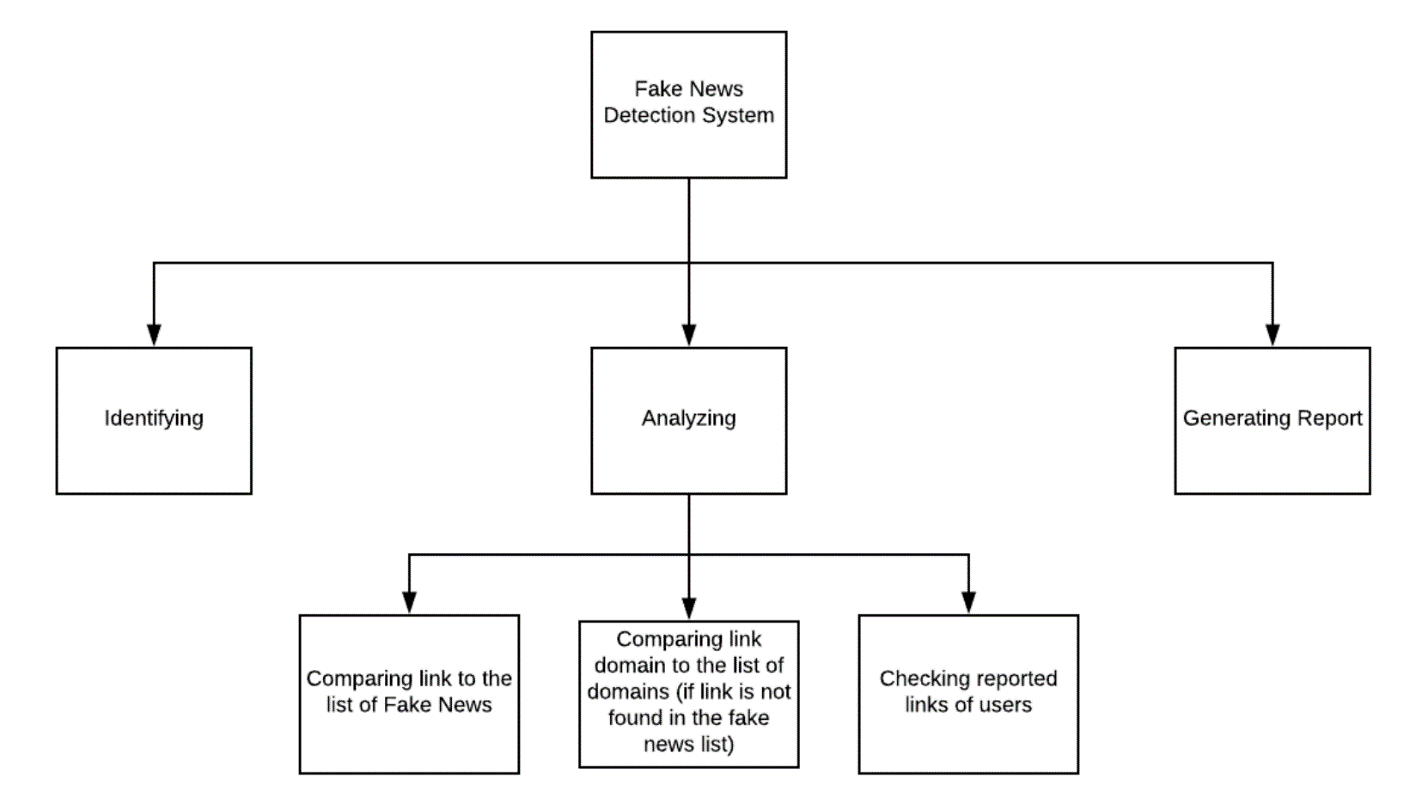 Fake News
Detection System
Identifying
Analyzing
Generating Report
Comparing link to the
list of Fake News
Comparing link
domain to the list of
domains (if link is not
found in the fake
news list)
Checking reported
links of users